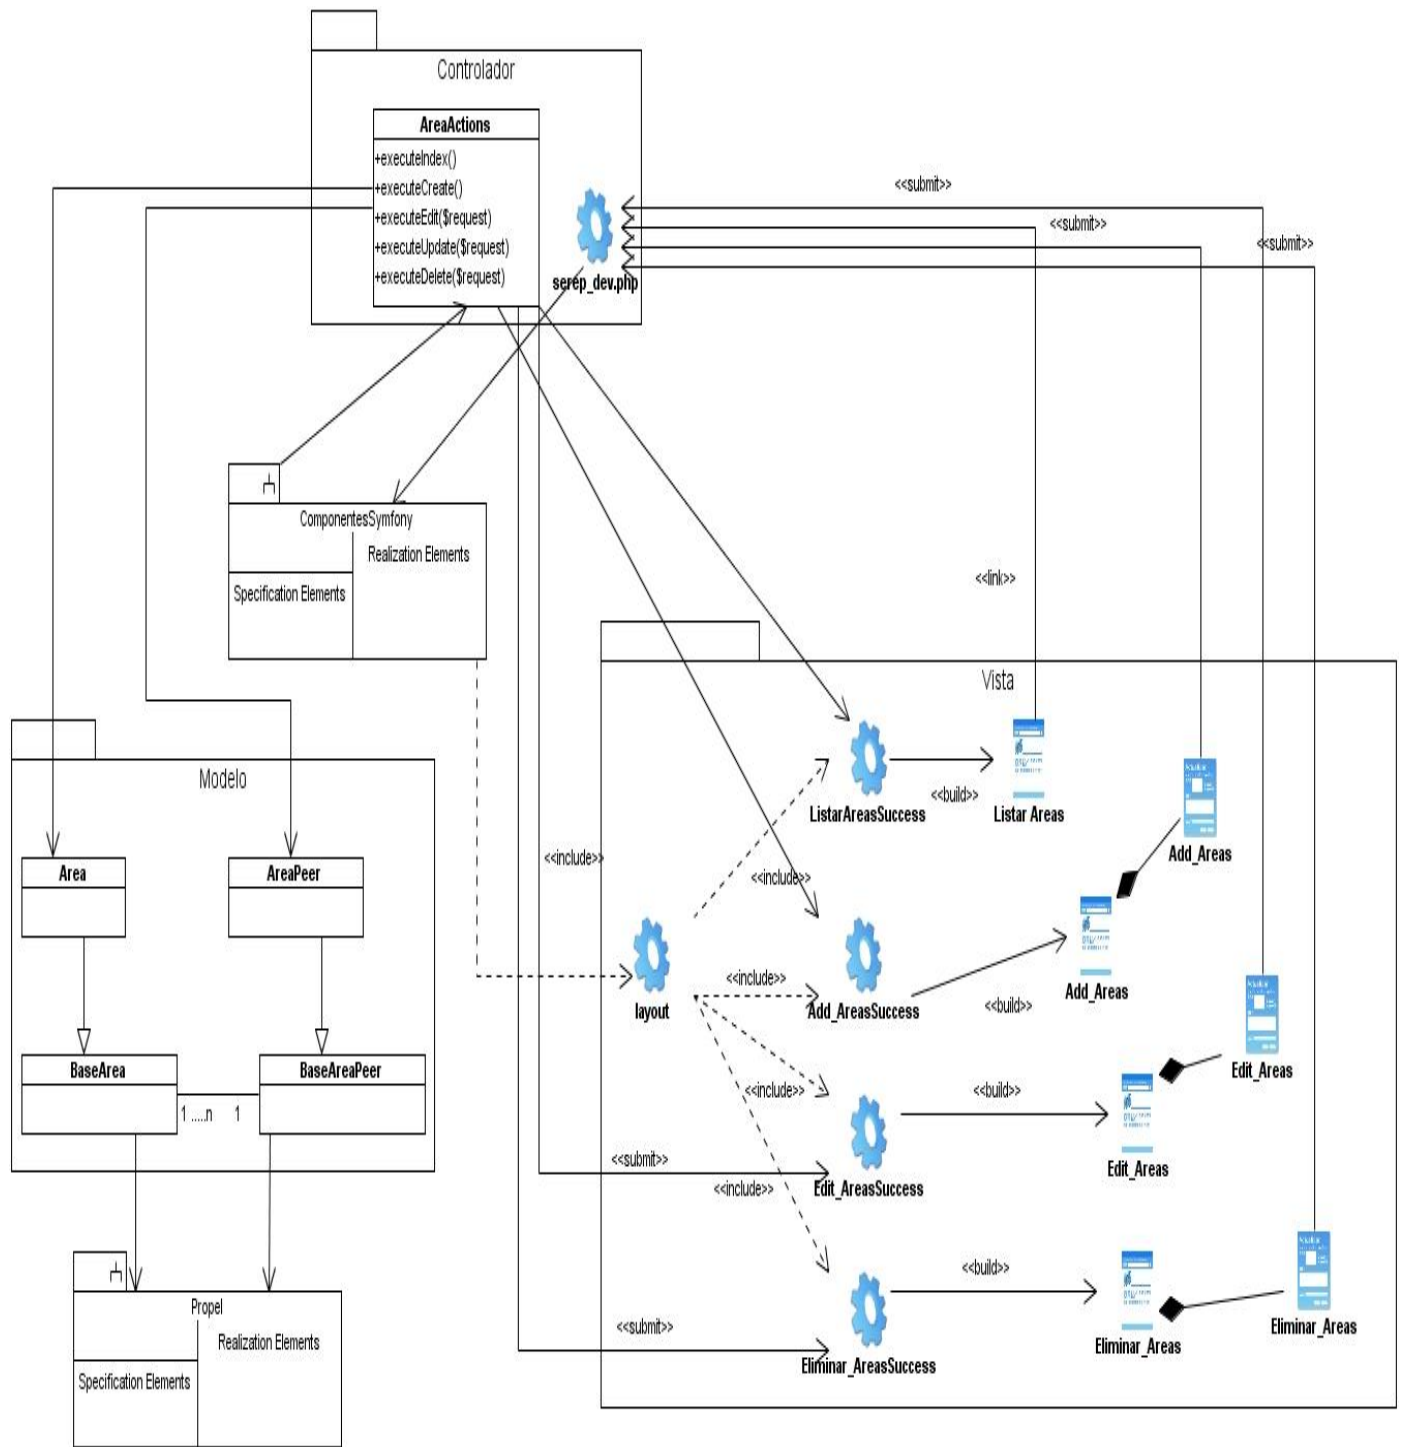 Controlador
AreaActions
+executeIndex()
+executeCreate()
+executeEdit($request)
+executeUpdate($request)
+executeDelete($request)
serep_dev.php
<<submit>>
<<submit>>
<<submit>>
ComponentesSymfony
Realization Elements
Specification Elements
<<link>>
Vista
Modelo
ListarAreasSuccess
<<build>>
Listar Areas
Add_Areas
<<include>>
<<include>>
Area
AreaPeer
layout
<<include>>
Add_AreasSuccess
<<build>>
Add_Areas
BaseArea
BaseAreaPeer
1 .....n
1
<<include>>
<<build>>
Edit_Areas
<<submit>>
<<include>>
Edit_AreasSuccess
Edit_Areas
<<build>>
Propel
Realization Elements
Specification Elements
<<submit>>
Eliminar_AreasSuccess
Eliminar_Areas
Eliminar_Areas